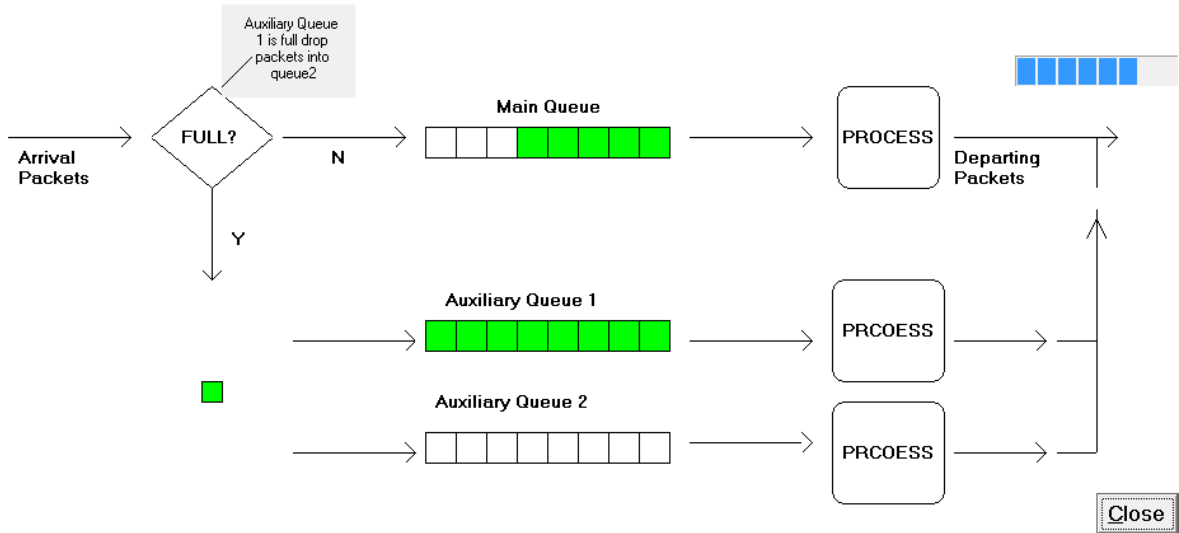 Auxiliary Queue
1 is full drop
packets into
queue2
FULL?
Arrival
Packets
N
Y
Main Queue
PROCESS
Departing
Packets
Auxiliary Queue 1
PRCOESS
Auxiliary Queue 2
PRCOESS
Close